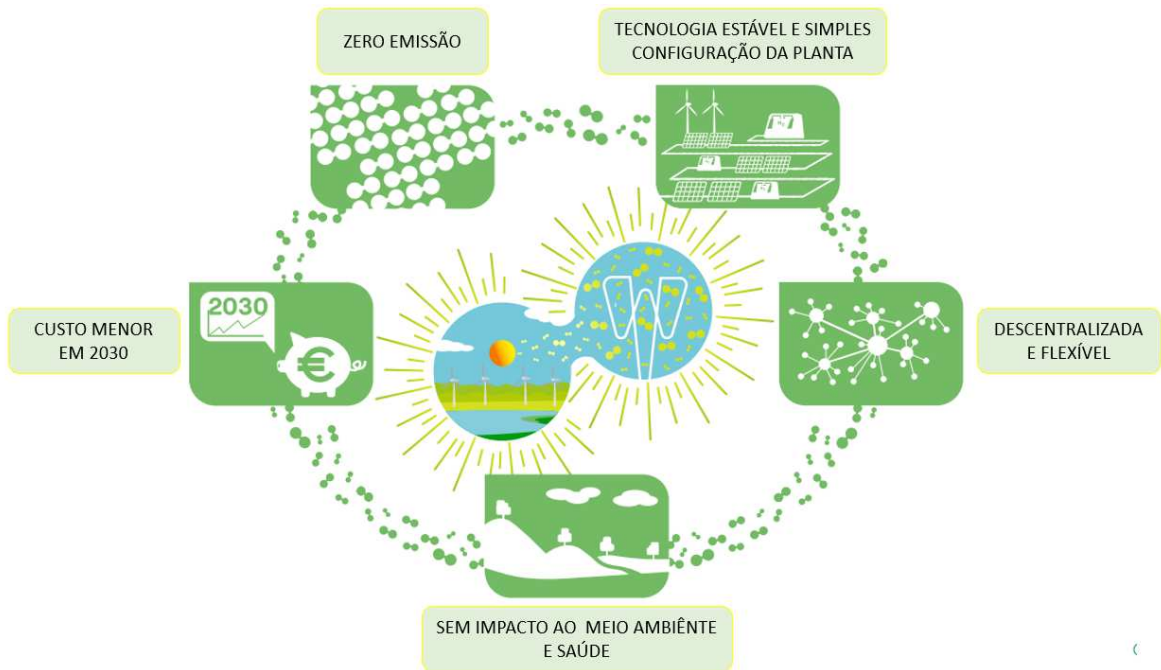 ZERO EMISSÃO
TECNOLOGIA ESTÁVEL E SIMPLES
CONFIGURAÇÃO DA PLANTA
2030
CUSTO MENOR
EM 2030
€
DESCENTRALIZADA
E FLEXÍVEL
SEM IMPACTO AO MEIO AMBIÊNTE
E SAÚDE